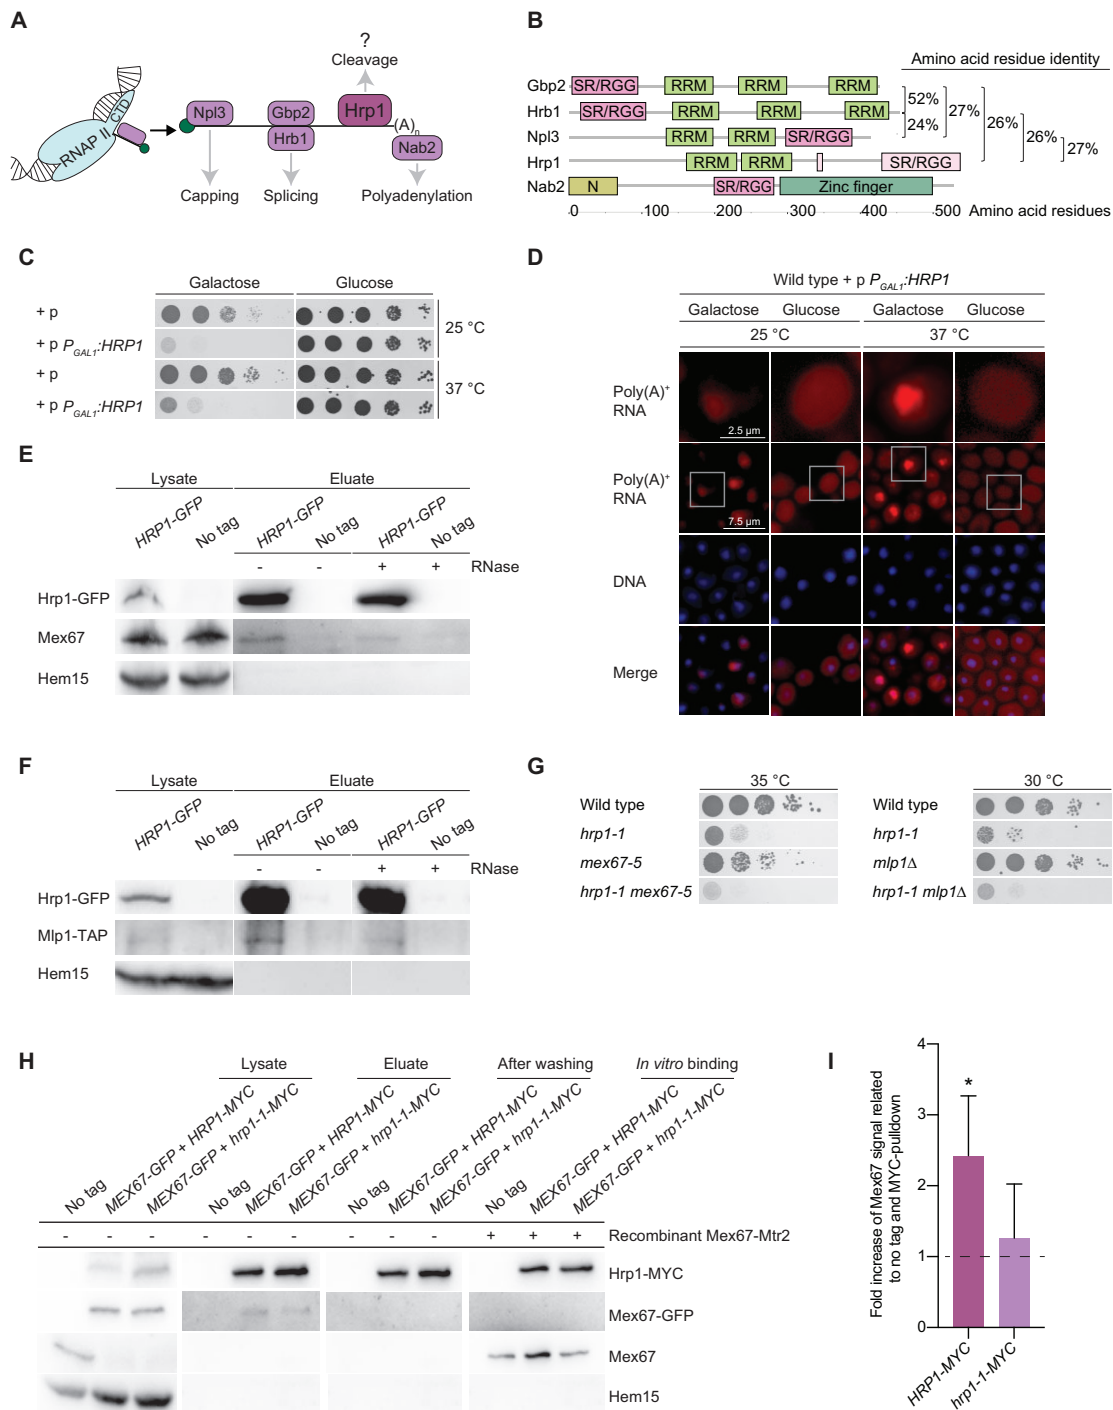 A
?
Cleavage
CTD
RNAP II
Npl3
Gbp2
Hrb1
Hrp1
(A)n
Nab2
Capping
Splicing
Polyadenylation
B
Amino acid residue identity
Gbp2 SR/RGG RRM RRM RRM
Hrb1 SR/RGG RRM RRM RRM
Npl3 RRM RRM SR/RGG
Hrp1 RRM RRM SR/RGG
Nab2 N SR/RGG Zinc finger
52% 27% 26% 26% 27%
24%
0 100 200 300 400 500 Amino acid residues
C
Galactose Glucose
+ p
+ p PGAL1:HRP1
25 °C
+ p
+ p PGAL1:HRP1
37 °C
D
Wild type + p PGAL1:HRP1
Galactose Glucose Galactose Glucose
25 °C 37 °C
Poly(A)+
RNA
2.5 µm
Poly(A)+
RNA
7.5 µm
DNA
Merge
E
Lysate Eluate
HRP1-GFP No tag HRP1-GFP No tag HRP1-GFP No tag
- - + + RNase
Hrp1-GFP
Mex67
Hem15
F
Lysate Eluate
HRP1-GFP No tag HRP1-GFP No tag HRP1-GFP No tag
- - + + RNase
Hrp1-GFP
Mlp1-TAP
Hem15
G
35 °C
Wild type
hrp1-1
mex67-5
hrp1-1 mex67-5
30 °C
Wild type
hrp1-1
mlp1Δ
hrp1-1 mlp1Δ
H
Lysate Eluate After washing In vitro binding
No tag MEX67-GFP + HRP1-MYC MEX67-GFP + hrp1-1-MYC No tag MEX67-GFP + HRP1-MYC MEX67-GFP + hrp1-1-MYC No tag MEX67-GFP + HRP1-MYC MEX67-GFP + hrp1-1-MYC No tag MEX67-GFP + HRP1-MYC MEX67-GFP + hrp1-1-MYC
- - - - - - - - - + + + Recombinant Mex67-Mtr2
Hrp1-MYC
Mex67-GFP
Mex67
Hem15
I
Fold increase of Mex67 signal related
to no tag and MYC-pulldown
4
3
2
1
0
*
HRP1-MYC
hrp1-1-MYC